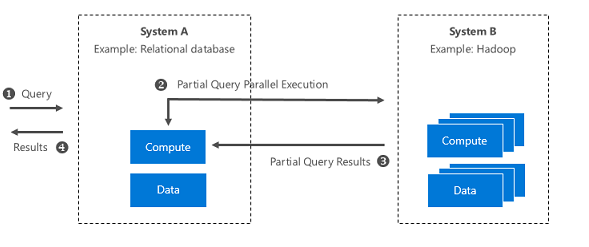 System A
Example: Relational database
System B
Example: Hadoop
❷ Partial Query Parallel Execution
❶ Query
Results ❹
Compute
Partial Query Results ❸
Data
Compute
Data